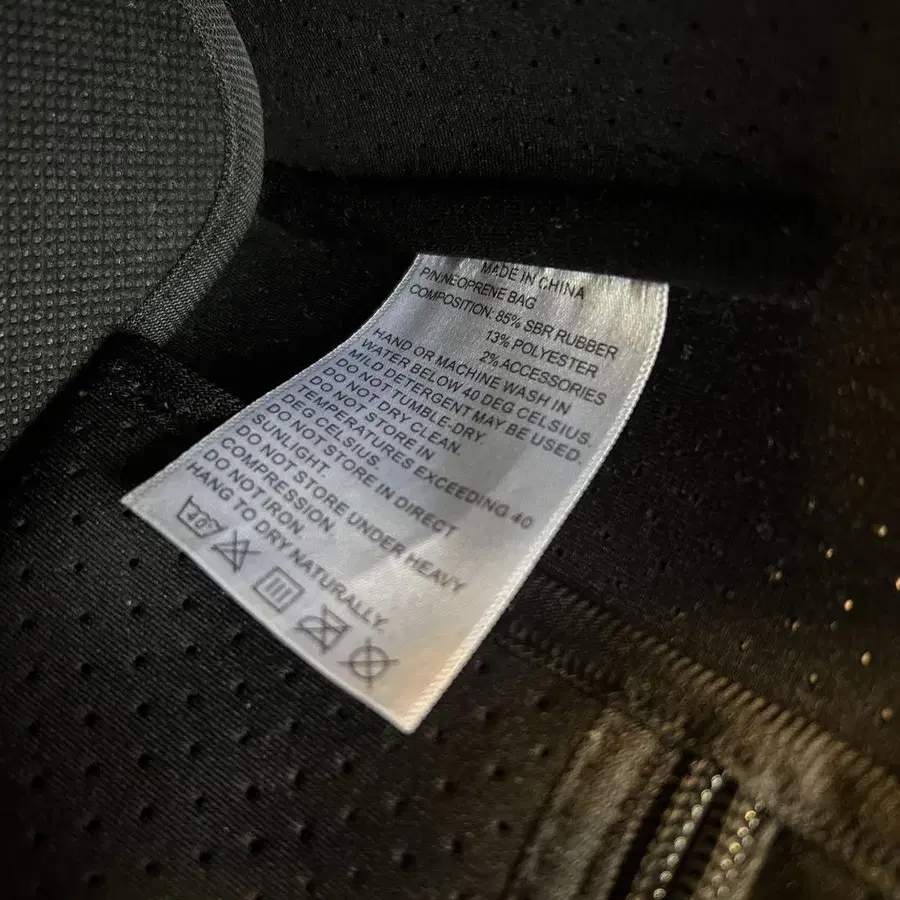 MADE IN CHINA
P/N:NEOPRENE BAG
COMPOSITION: 85% SBR RUBBER
13% POLYESTER
2% ACCESSORIES
HAND OR MACHINE WASH IN
WATER BELOW 40 DEG CELSIUS.
MILD DETERGENT MAY BE USED.
DO NOT TUMBLE-DRY.
DO NOT DRY CLEAN.
DO NOT STORE IN
TEMPERATURES EXCEEDING 40
DEG CELSIUS.
DO NOT STORE IN DIRECT
SUNLIGHT
DO NOT STORE UNDER HEAVY
COMPRESSION.
DO NOT IRON.
HANG TO DRY NATURALLY.
40°